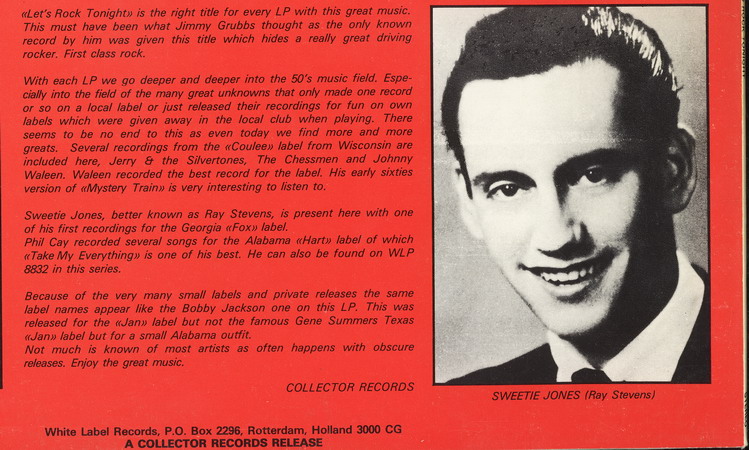 «Let's Rock Tonight» is the right title for every LP with this great music.
This must have been what Jimmy Grubbs thought as the only known
record by him was given this title which hides a really great driving
rocker. First class rock.
With each LP we go deeper and deeper into the 50's music field. Espe-
cially into the field of the many great unknowns that only made one record
or so on a local label or just released their recordings for fun on own
labels which were given away in the local club when playing. There
seems to be no end to this as even today we find more and more
greats. Several recordings from the «Coulee» label from Wisconsin are
included here, Jerry & the Silvertones, The Chessmen and Johnny
Waleen. Waleen recorded the best record for the label. His early sixties
version of «Mystery Train» is very interesting to listen to.
Sweetie Jones, better known as Ray Stevens, is present here with one
of his first recordings for the Georgia «Fox» label.
Phil Cay recorded several songs for the Alabama «Hart» label of which
«Take My Everything» is one of his best. He can also be found on WLP
8832 in this series.
Because of the very many small labels and private releases the same
label names appear like the Bobby Jackson one on this LP. This was
released for the «Jan» label but not the famous Gene Summers Texas
«Jan» label but for a small Alabama outfit.
Not much is known of most artists as often happens with obscure
releases. Enjoy the great music.
COLLECTOR RECORDS
SWEETIE JONES (Ray Stevens)
White Label Records, P.O. Box 2296, Rotterdam, Holland 3000 CG
A COLLECTOR RECORDS RELEASE